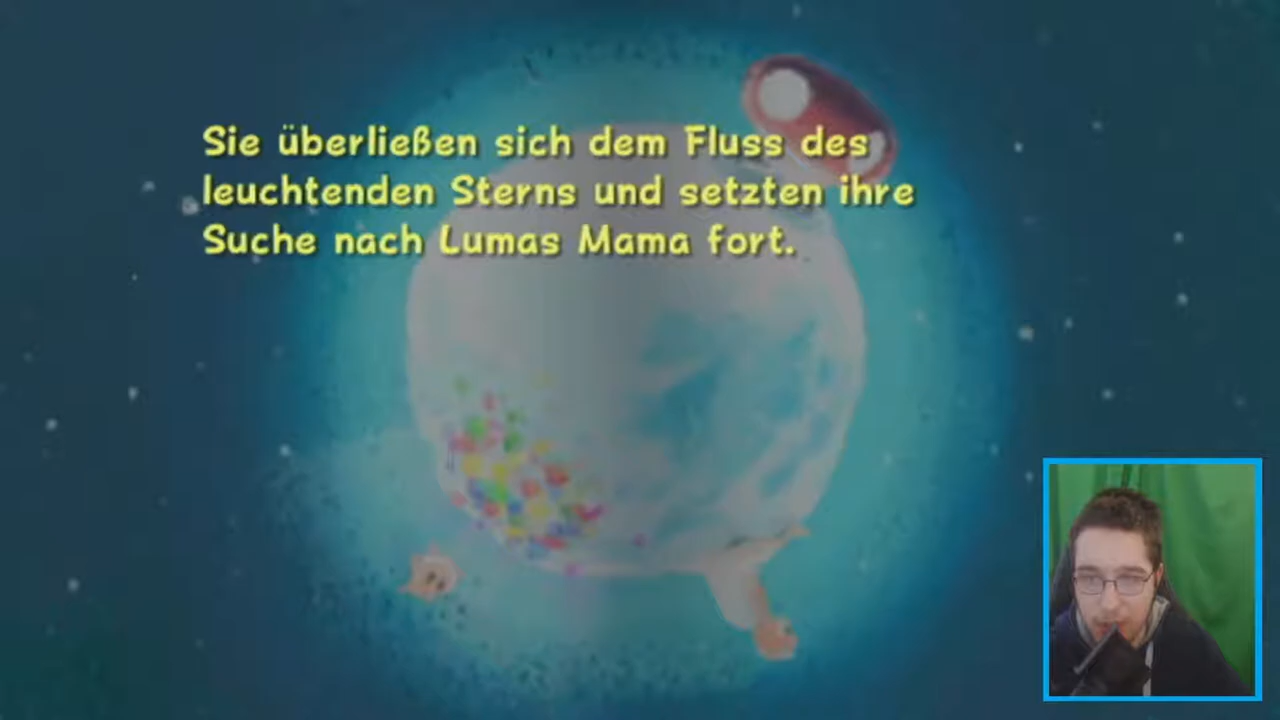 Sie überließen sich dem Fluss des
leuchtenden Sterns und setzten ihre
Suche nach Lumas Mama fort.